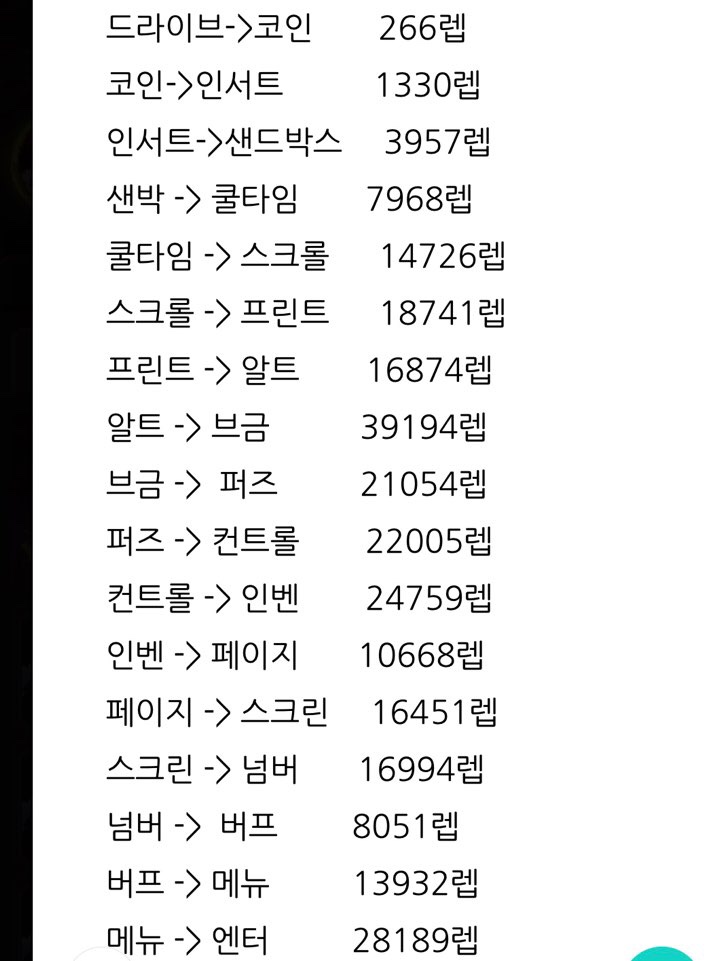 드라이브->코인 266렙
코인->인서트 1330렙
인서트->샌드박스 3957렙
샌박 -> 쿨타임 7968렙
쿨타임 -> 스크롤 14726렙
스크롤 -> 프린트 18741렙
프린트 -> 알트 16874렙
알트 -> 브금 39194렙
브금 -> 퍼즈 21054렙
퍼즈 -> 컨트롤 22005렙
컨트롤 -> 인벤 24759렙
인벤 -> 페이지 10668렙
페이지 -> 스크린 16451렙
스크린 -> 넘버 16994렙
넘버 -> 버프 8051렙
버프 -> 메뉴 13932렙
메뉴 -> 엔터 28189렙